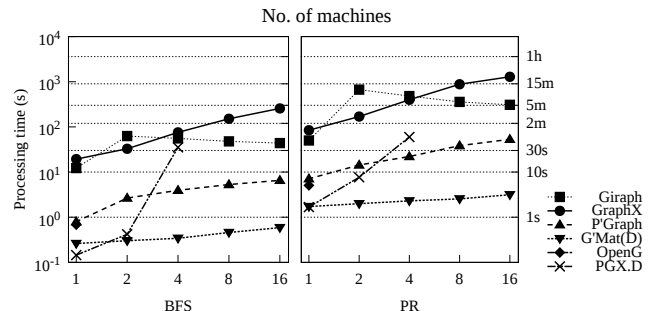 No. of machines
Processing time (s)
10^4
10^3
10^2
10^1
10^0
10^-1
1 2 4 8 16
BFS
1 2 4 8 16
PR
1h
15m
5m
2m
30s
10s
1s
Giraph
GraphX
P'Graph
G'Mat(D)
OpenG
PGX.D